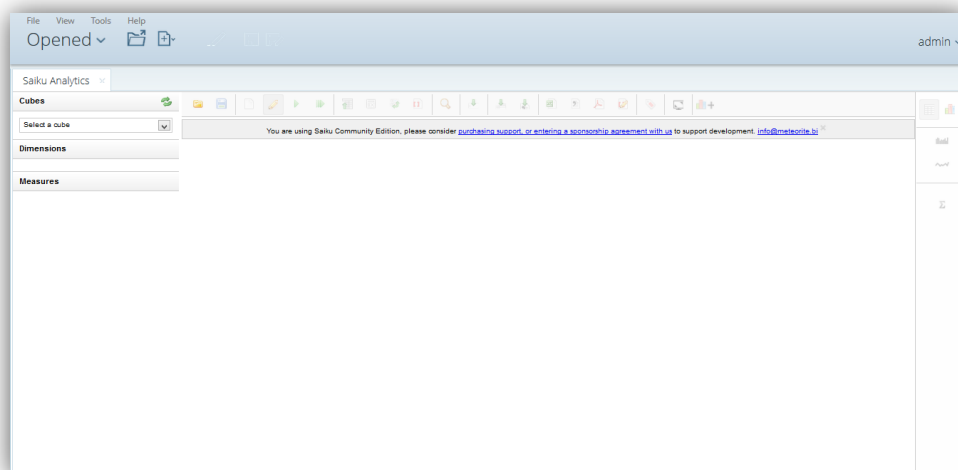 File View Tools Help
Opened
admin
Saiku Analytics
Cubes
Select a cube
Dimensions
Measures
You are using Saiku Community Edition, please consider purchasing support, or entering a sponsorship agreement with us to support development. info@meteorite.bi